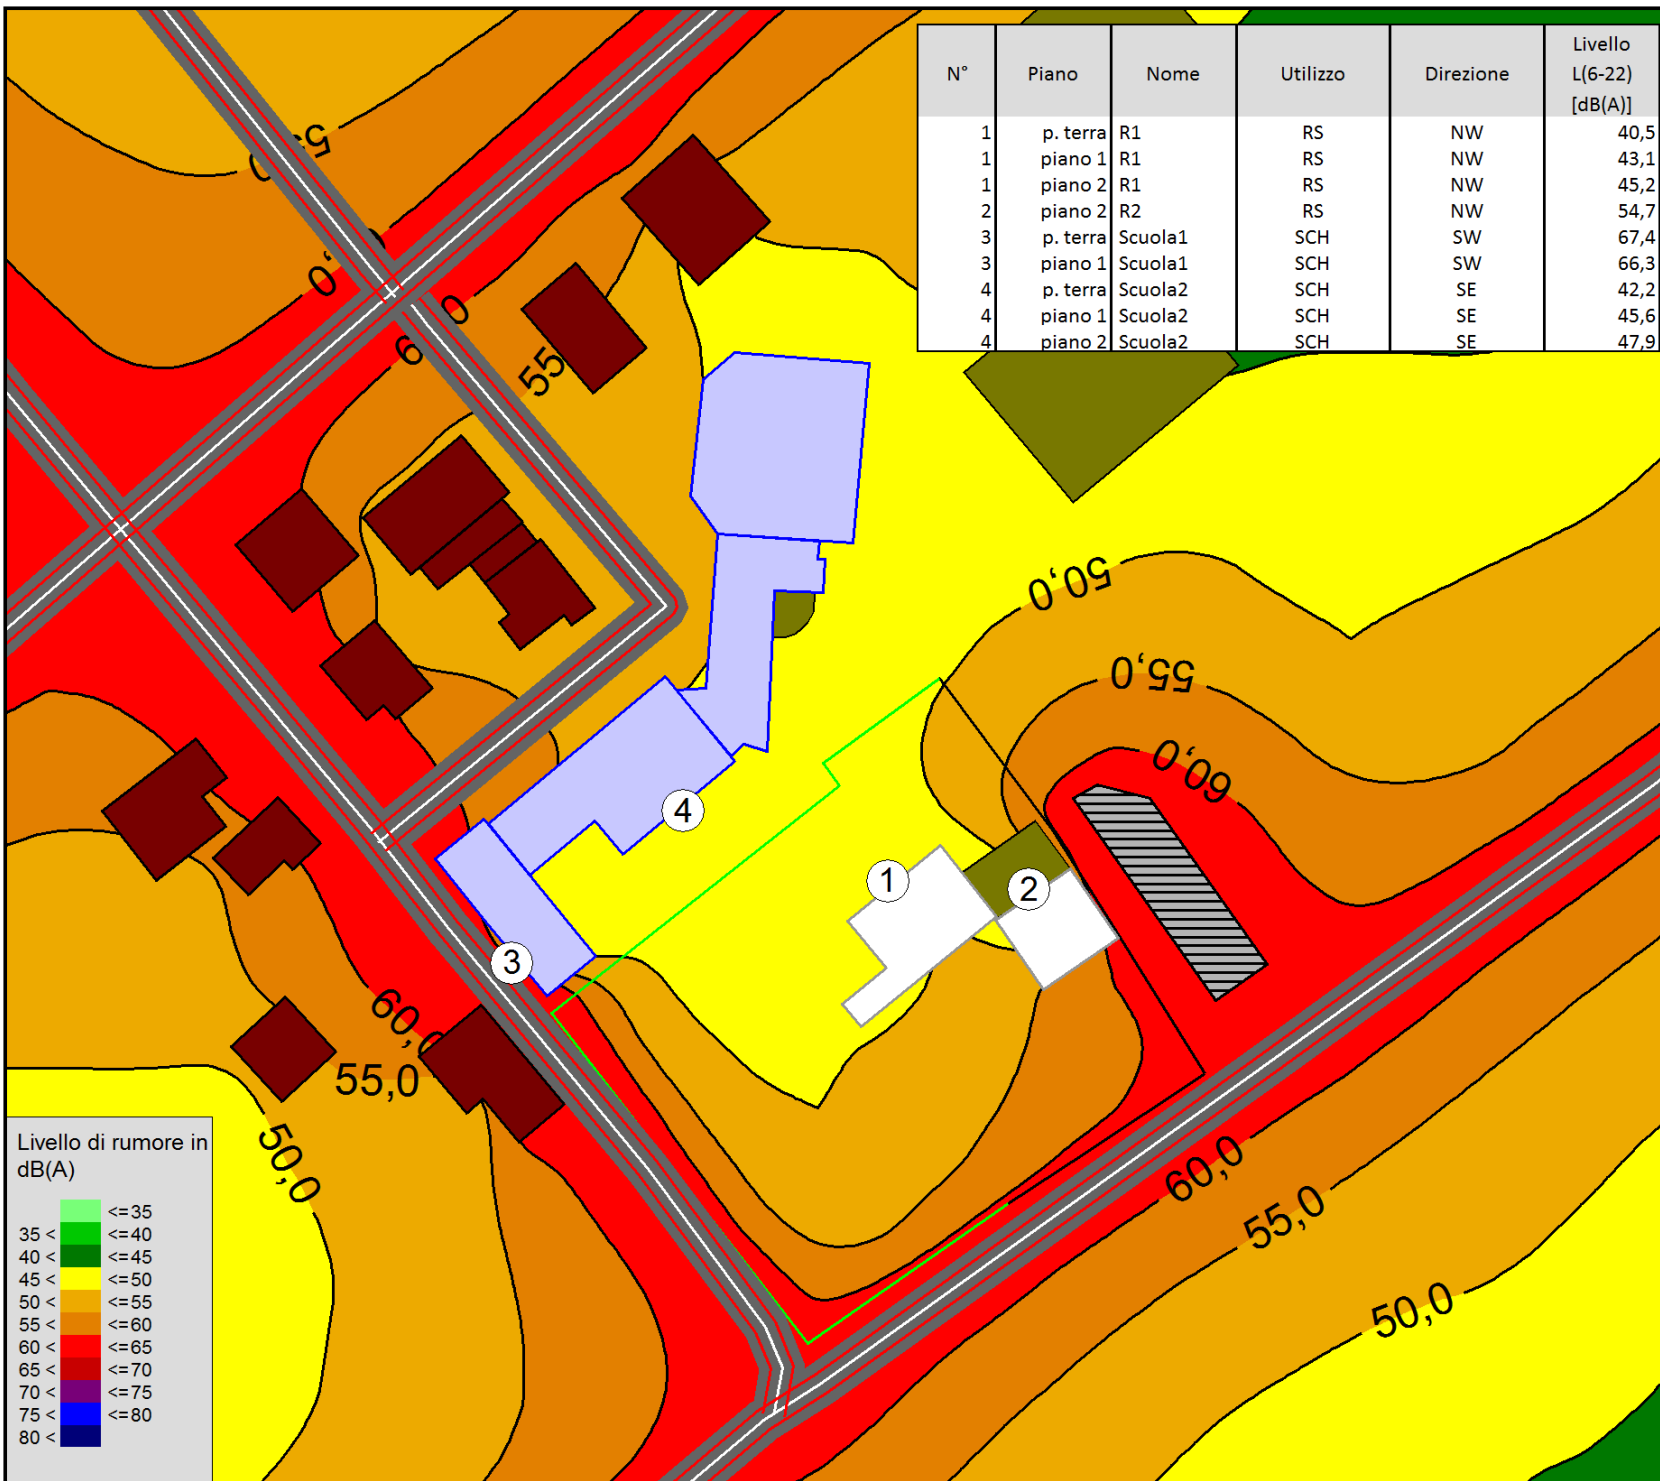 N° Piano Nome Utilizzo Direzione Livello
L(6-22)
[dB(A)]
1 p. terra R1 RS NW 40,5
1 piano 1 R1 RS NW 43,1
1 piano 2 R1 RS NW 45,2
2 piano 2 R2 RS NW 54,7
3 p. terra Scuola1 SCH SW 67,4
3 piano 1 Scuola1 SCH SW 66,3
4 p. terra Scuola2 SCH SE 42,2
4 piano 1 Scuola2 SCH SE 45,6
4 piano 2 Scuola2 SCH SE 47,9
55
50,0
55,0
60,0
4
1
2
3
60,0
55,0
50,0
60,0
55,0
50,0
Livello di rumore in
dB(A)
<=35
35 < <=40
40 < <=45
45 < <=50
50 < <=55
55 < <=60
60 < <=65
65 < <=70
70 < <=75
75 < <=80
80 <